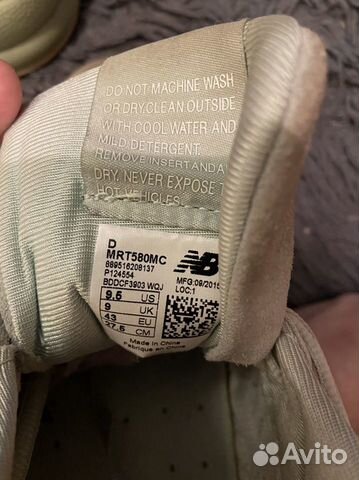 DO NOT MACHINE WASH
OR DRY.CLEAN OUTSIDE
WITH COOL WATER AND
MILD DETERGENT.
REMOVE INSERT AND
DRY. NEVER EXPOSE
HOT VEHICLES.
D
MRT580MC
889516208137
P124554
BDDCF3903 WQJ
9.5 US
9 UK
43 EU
27.5 CM
NB
MFG:09/2015
LOC:1
Made in China
Fabriqué en Chine
Avito